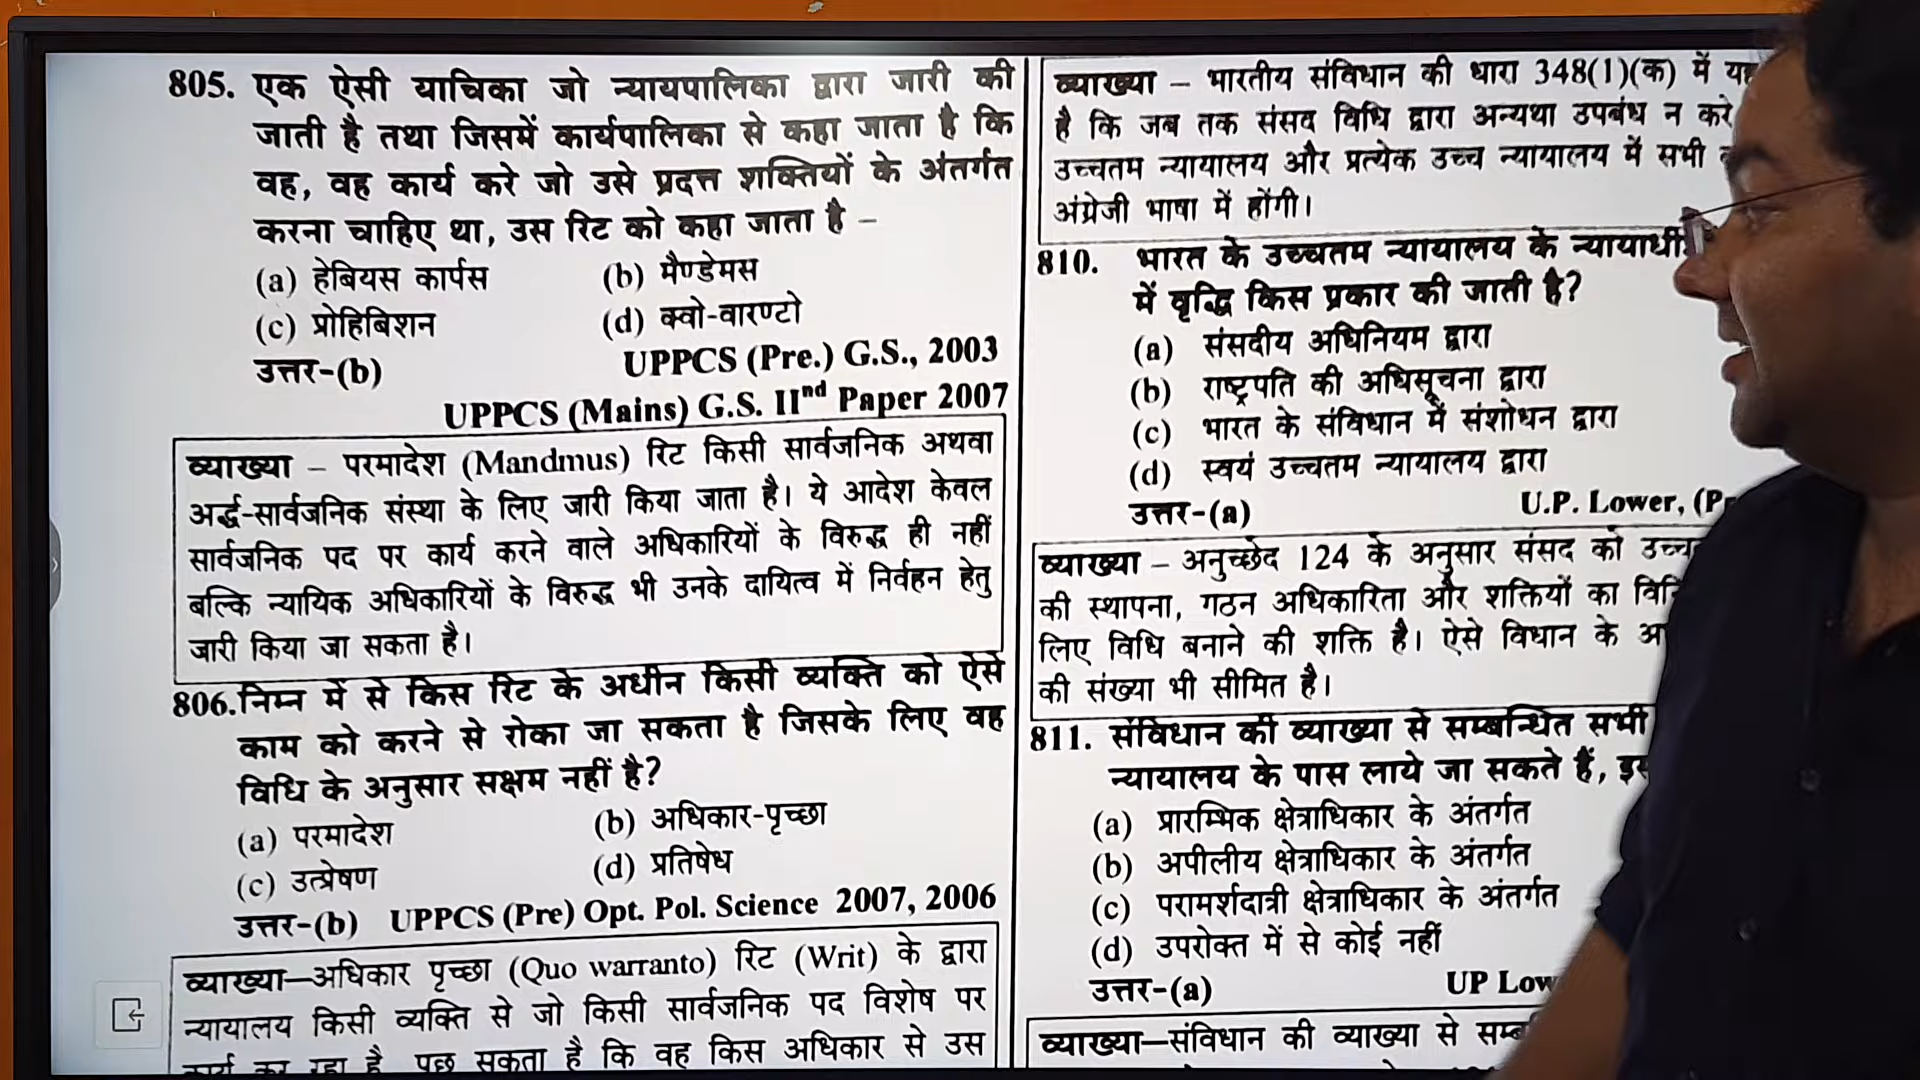 805. एक ऐसी याचिका जो न्यायपालिका द्वारा जारी की
जाती है तथा जिसमें कार्यपालिका से कहा जाता है कि
वह, वह कार्य करे जो उसे प्रदत्त शक्तियों के अंतर्गत
करना चाहिए था, उस रिट को कहा जाता है –
(a) हेबियस कार्पस (b) मैण्डेमस
(c) प्रोहिबिशन (d) क्वो-वारण्टो
उत्तर-(b) UPPCS (Pre.) G.S., 2003
UPPCS (Mains) G.S. IInd Paper 2007
व्याख्या – परमादेश (Mandmus) रिट किसी सार्वजनिक अथवा
अर्द्ध-सार्वजनिक संस्था के लिए जारी किया जाता है। ये आदेश केवल
सार्वजनिक पद पर कार्य करने वाले अधिकारियों के विरुद्ध ही नहीं
बल्कि न्यायिक अधिकारियों के विरुद्ध भी उनके दायित्व में निर्वहन हेतु
जारी किया जा सकता है।
806.निम्न में से किस रिट के अधीन किसी व्यक्ति को ऐसे
काम को करने से रोका जा सकता है जिसके लिए वह
विधि के अनुसार सक्षम नहीं है?
(a) परमादेश (b) अधिकार-पृच्छा
(c) उत्प्रेषण (d) प्रतिषेध
उत्तर-(b) UPPCS (Pre) Opt. Pol. Science 2007, 2006
व्याख्या—अधिकार पृच्छा (Quo warranto) रिट (Writ) के द्वारा
न्यायालय किसी व्यक्ति से जो किसी सार्वजनिक पद विशेष पर
कार्य कर रहा है, पूछ सकता है कि वह किस अधिकार से उस
व्याख्या – भारतीय संविधान की धारा 348(1)(क) में
है कि जब तक संसद विधि द्वारा अन्यथा उपबंध न करे
उच्चतम न्यायालय और प्रत्येक उच्च न्यायालय में सभी
अंग्रेजी भाषा में होंगी।
810. भारत के उच्चतम न्यायालय के
में वृद्धि किस प्रकार की जाती है?
(a) संसदीय अधिनियम द्वारा
(b) राष्ट्रपति की अधिसूचना द्वारा
(c) भारत के संविधान में संशोधन द्वारा
(d) स्वयं उच्चतम न्यायालय द्वारा
उत्तर-(a) U.P. Lower,
व्याख्या – अनुच्छेद 124 के अनुसार संसद को
की स्थापना, गठन अधिकारिता और शक्तियों का
लिए विधि बनाने की शक्ति है। ऐसे विधान के
की संख्या भी सीमित है।
811. संविधान की व्याख्या से सम्बन्धित सभी
न्यायालय के पास लाये जा सकते हैं,
(a) प्रारम्भिक क्षेत्राधिकार के अंतर्गत
(b) अपीलीय क्षेत्राधिकार के अंतर्गत
(c) परामर्शदात्री क्षेत्राधिकार के अंतर्गत
(d) उपरोक्त में से कोई नहीं
उत्तर-(a) UP
व्याख्या—संविधान की व्याख्या से